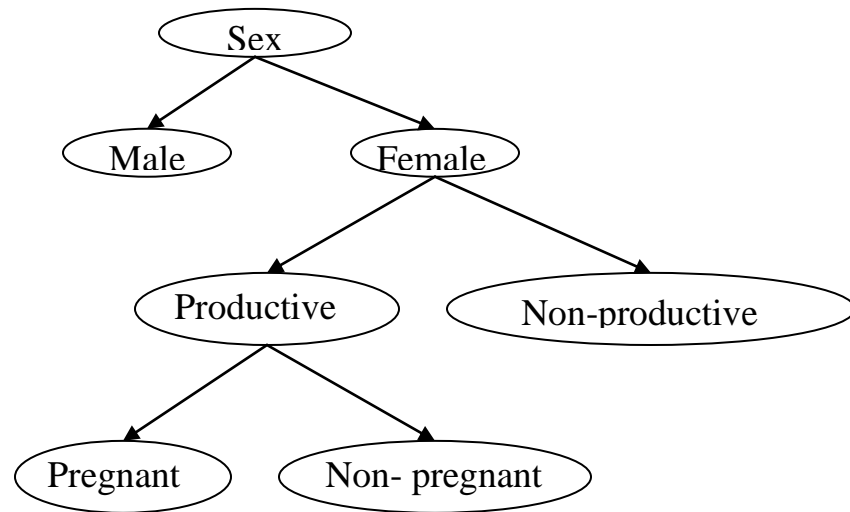 Sex
Male
Female
Productive
Non-productive
Pregnant
Non- pregnant